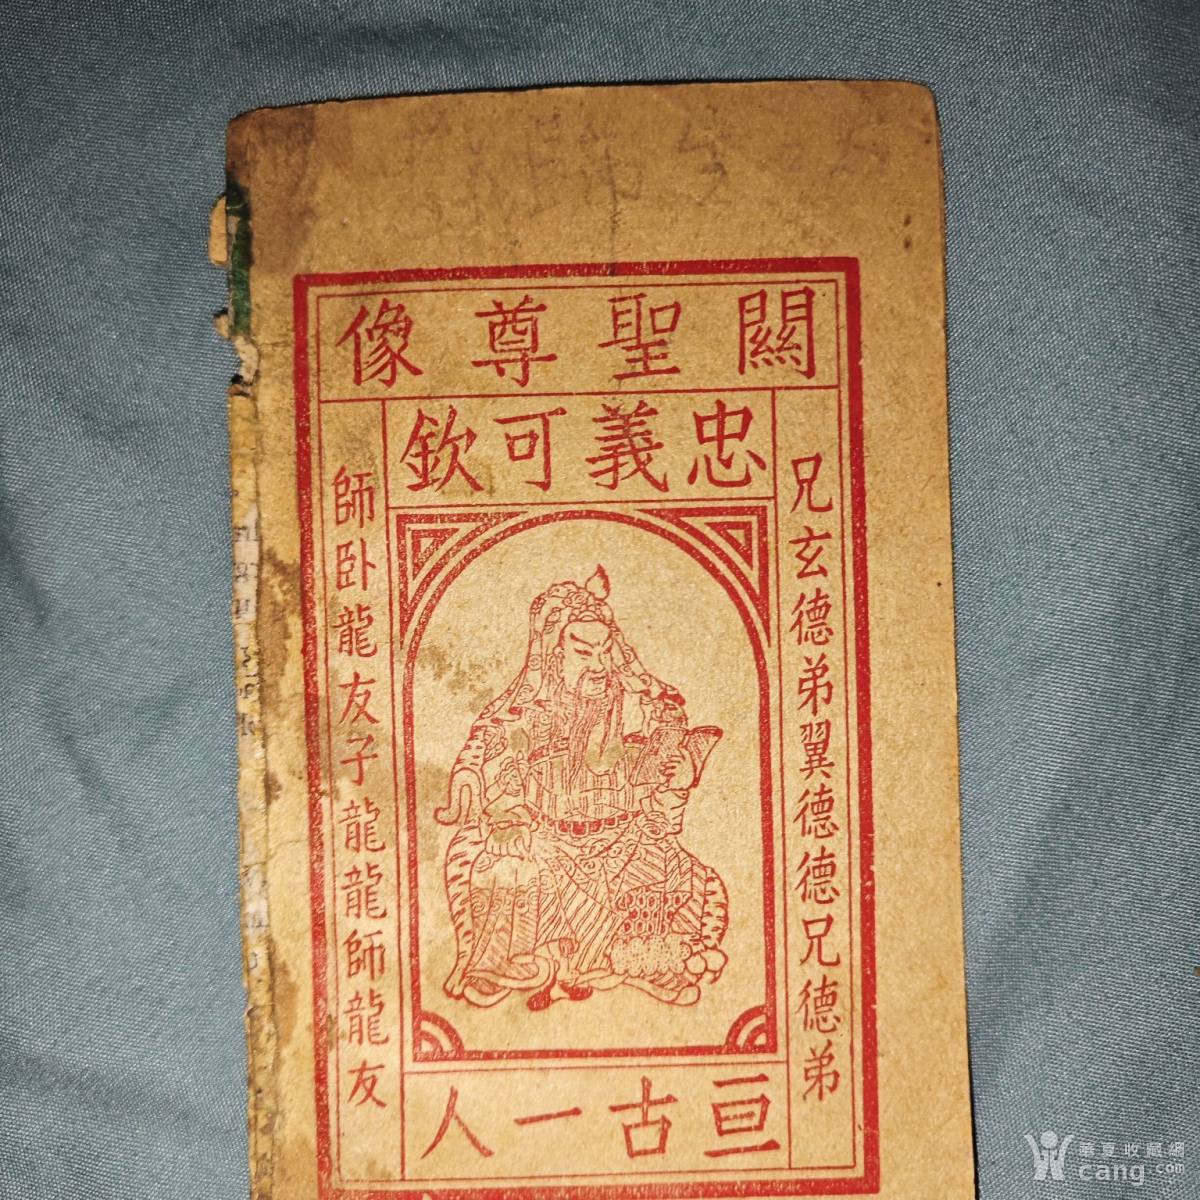 關聖尊像
忠義可欽
兄玄德弟翼德德兄德弟
師卧龍友子龍龍師龍友
亘古一人
華夏收藏網
cang.com